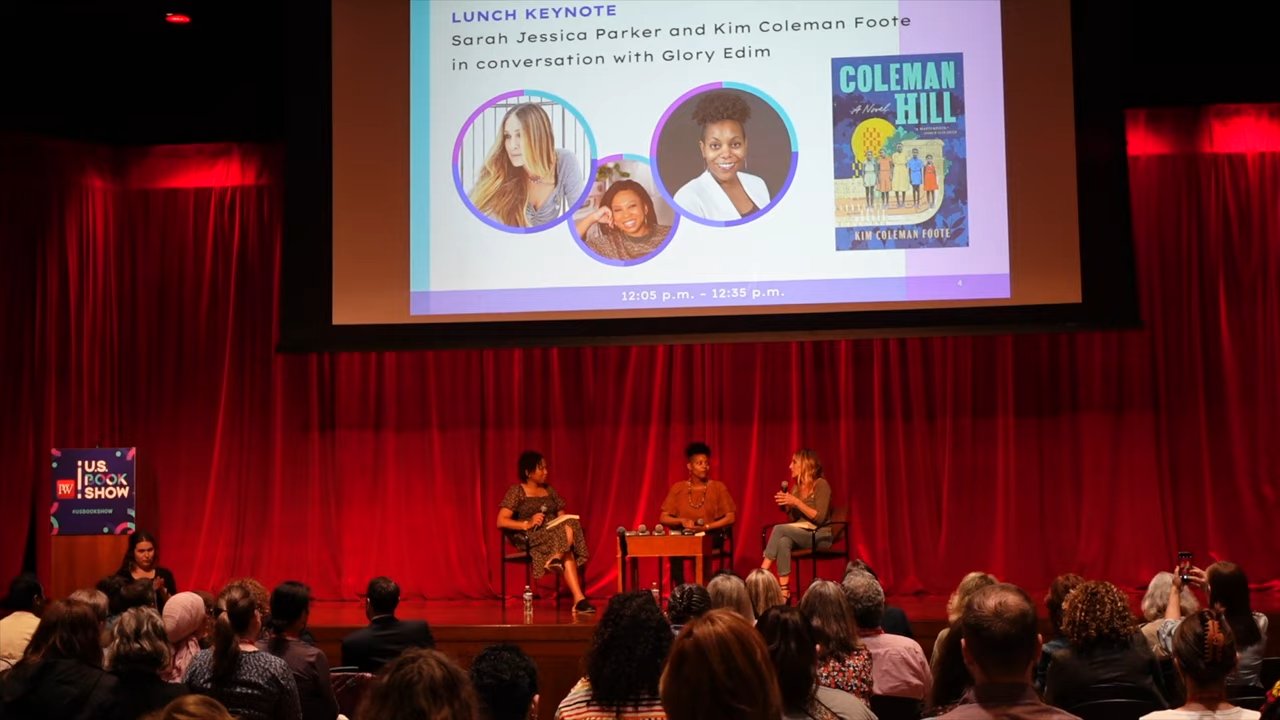 LUNCH KEYNOTE
Sarah Jessica Parker and Kim Coleman Foote
in conversation with Glory Edim
COLEMAN
A Novel
HILL
KIM COLEMAN FOOTE
12:05 p.m. – 12:35 p.m.
4
PW
U.S.
BOOK
SHOW
#USBOOKSHOW